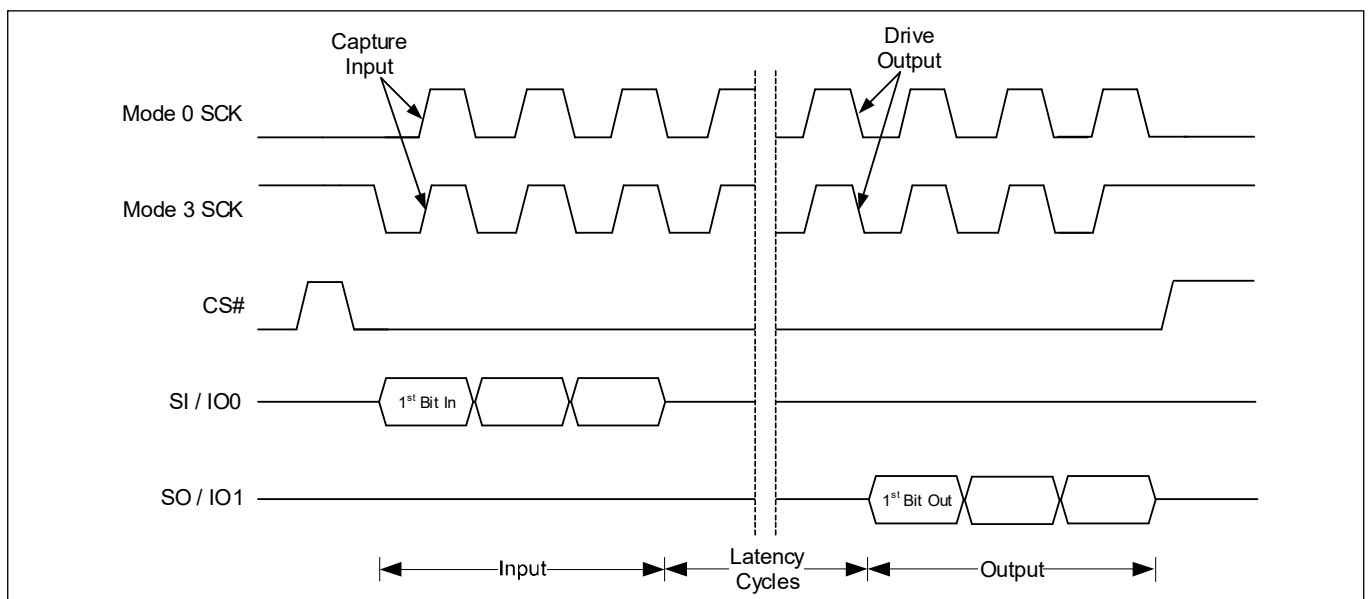 Capture
Input
Drive
Output
Mode 0 SCK
Mode 3 SCK
CS#
SI / IO0
1st Bit In
SO / IO1
1st Bit Out
Input
Latency
Cycles
Output